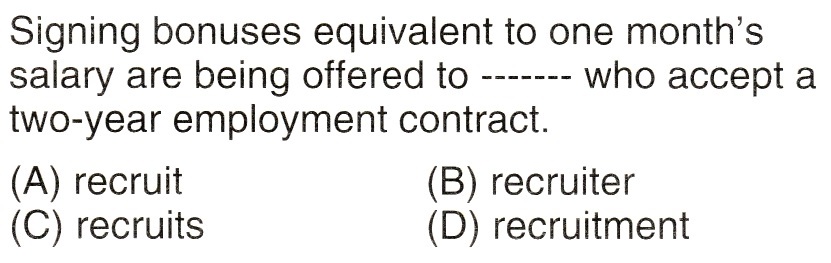 Signing bonuses equivalent to one month's
salary are being offered to ------- who accept a
two-year employment contract.
(A) recruit (B) recruiter
(C) recruits (D) recruitment